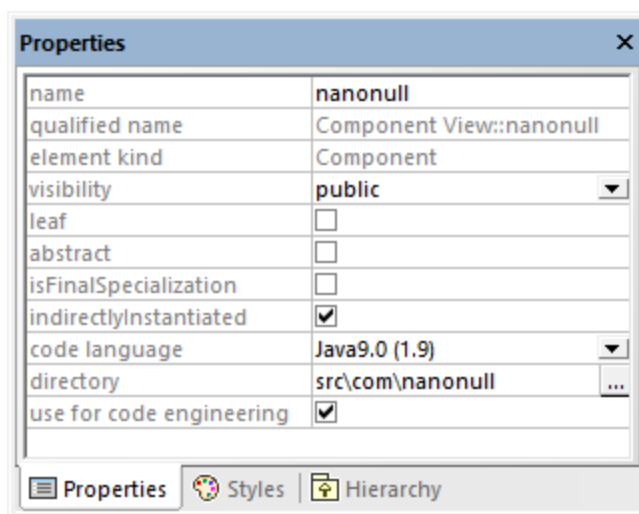 Properties
name nanonull
qualified name Component View::nanonull
element kind Component
visibility public
leaf
abstract
isFinalSpecialization
indirectlyInstantiated
code language Java9.0 (1.9)
directory src\com\nanonull ...
use for code engineering
Properties Styles Hierarchy